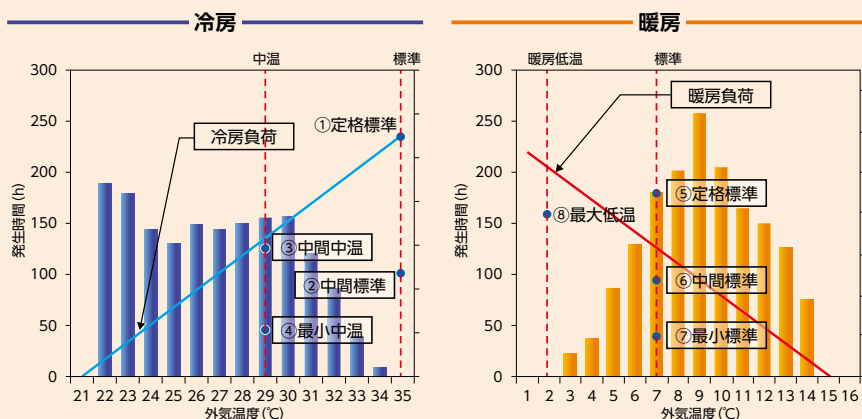 冷房
中温
標準
300
250
200
150
100
50
0
発生時間(h)
冷房負荷
①定格標準
③中間中温
②中間標準
④最小中温
21 22 23 24 25 26 27 28 29 30 31 32 33 34 35
外気温度(℃)
暖房
暖房低温
標準
300
250
200
150
100
50
0
発生時間(h)
暖房負荷
⑤定格標準
⑧最大低温
⑥中間標準
⑦最小標準
1 2 3 4 5 6 7 8 9 10 11 12 13 14 15 16
外気温度(℃)